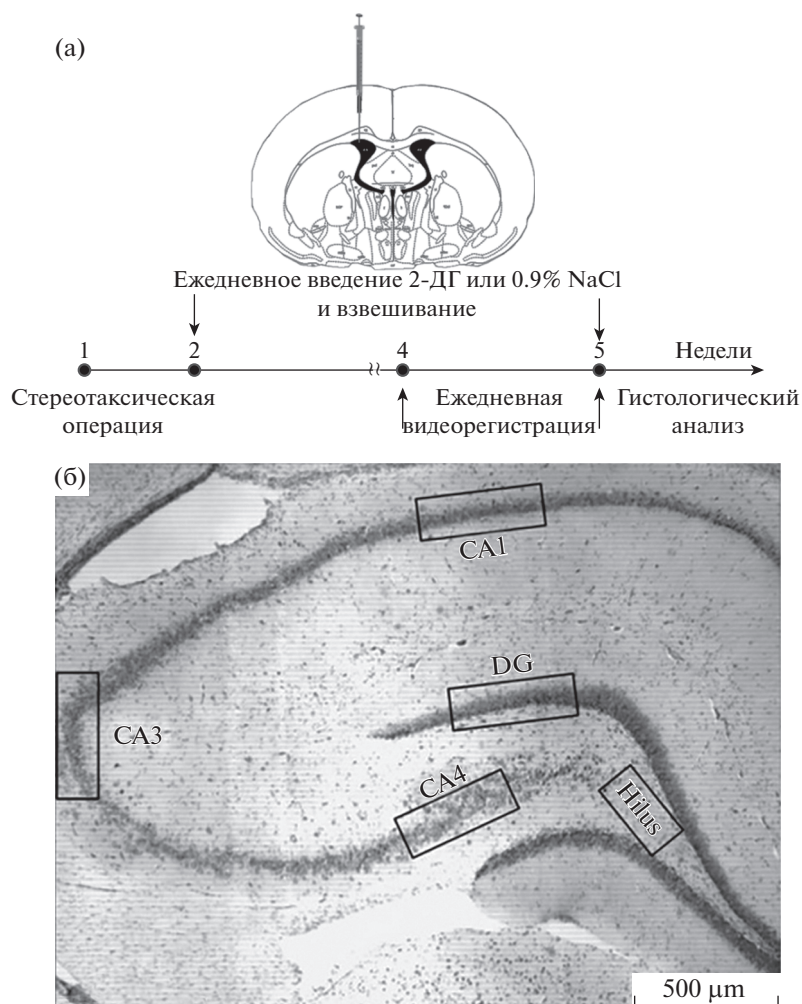 (а)
Ежедневное введение 2-ДГ или 0.9% NaCl
и взвешивание
1 2 4 5 Недели
Стереотаксическая
операция
Ежедневная
видеорегистрация
Гистологический
анализ
(б)
CA1
DG
CA3
CA4
Hilus
500 μm